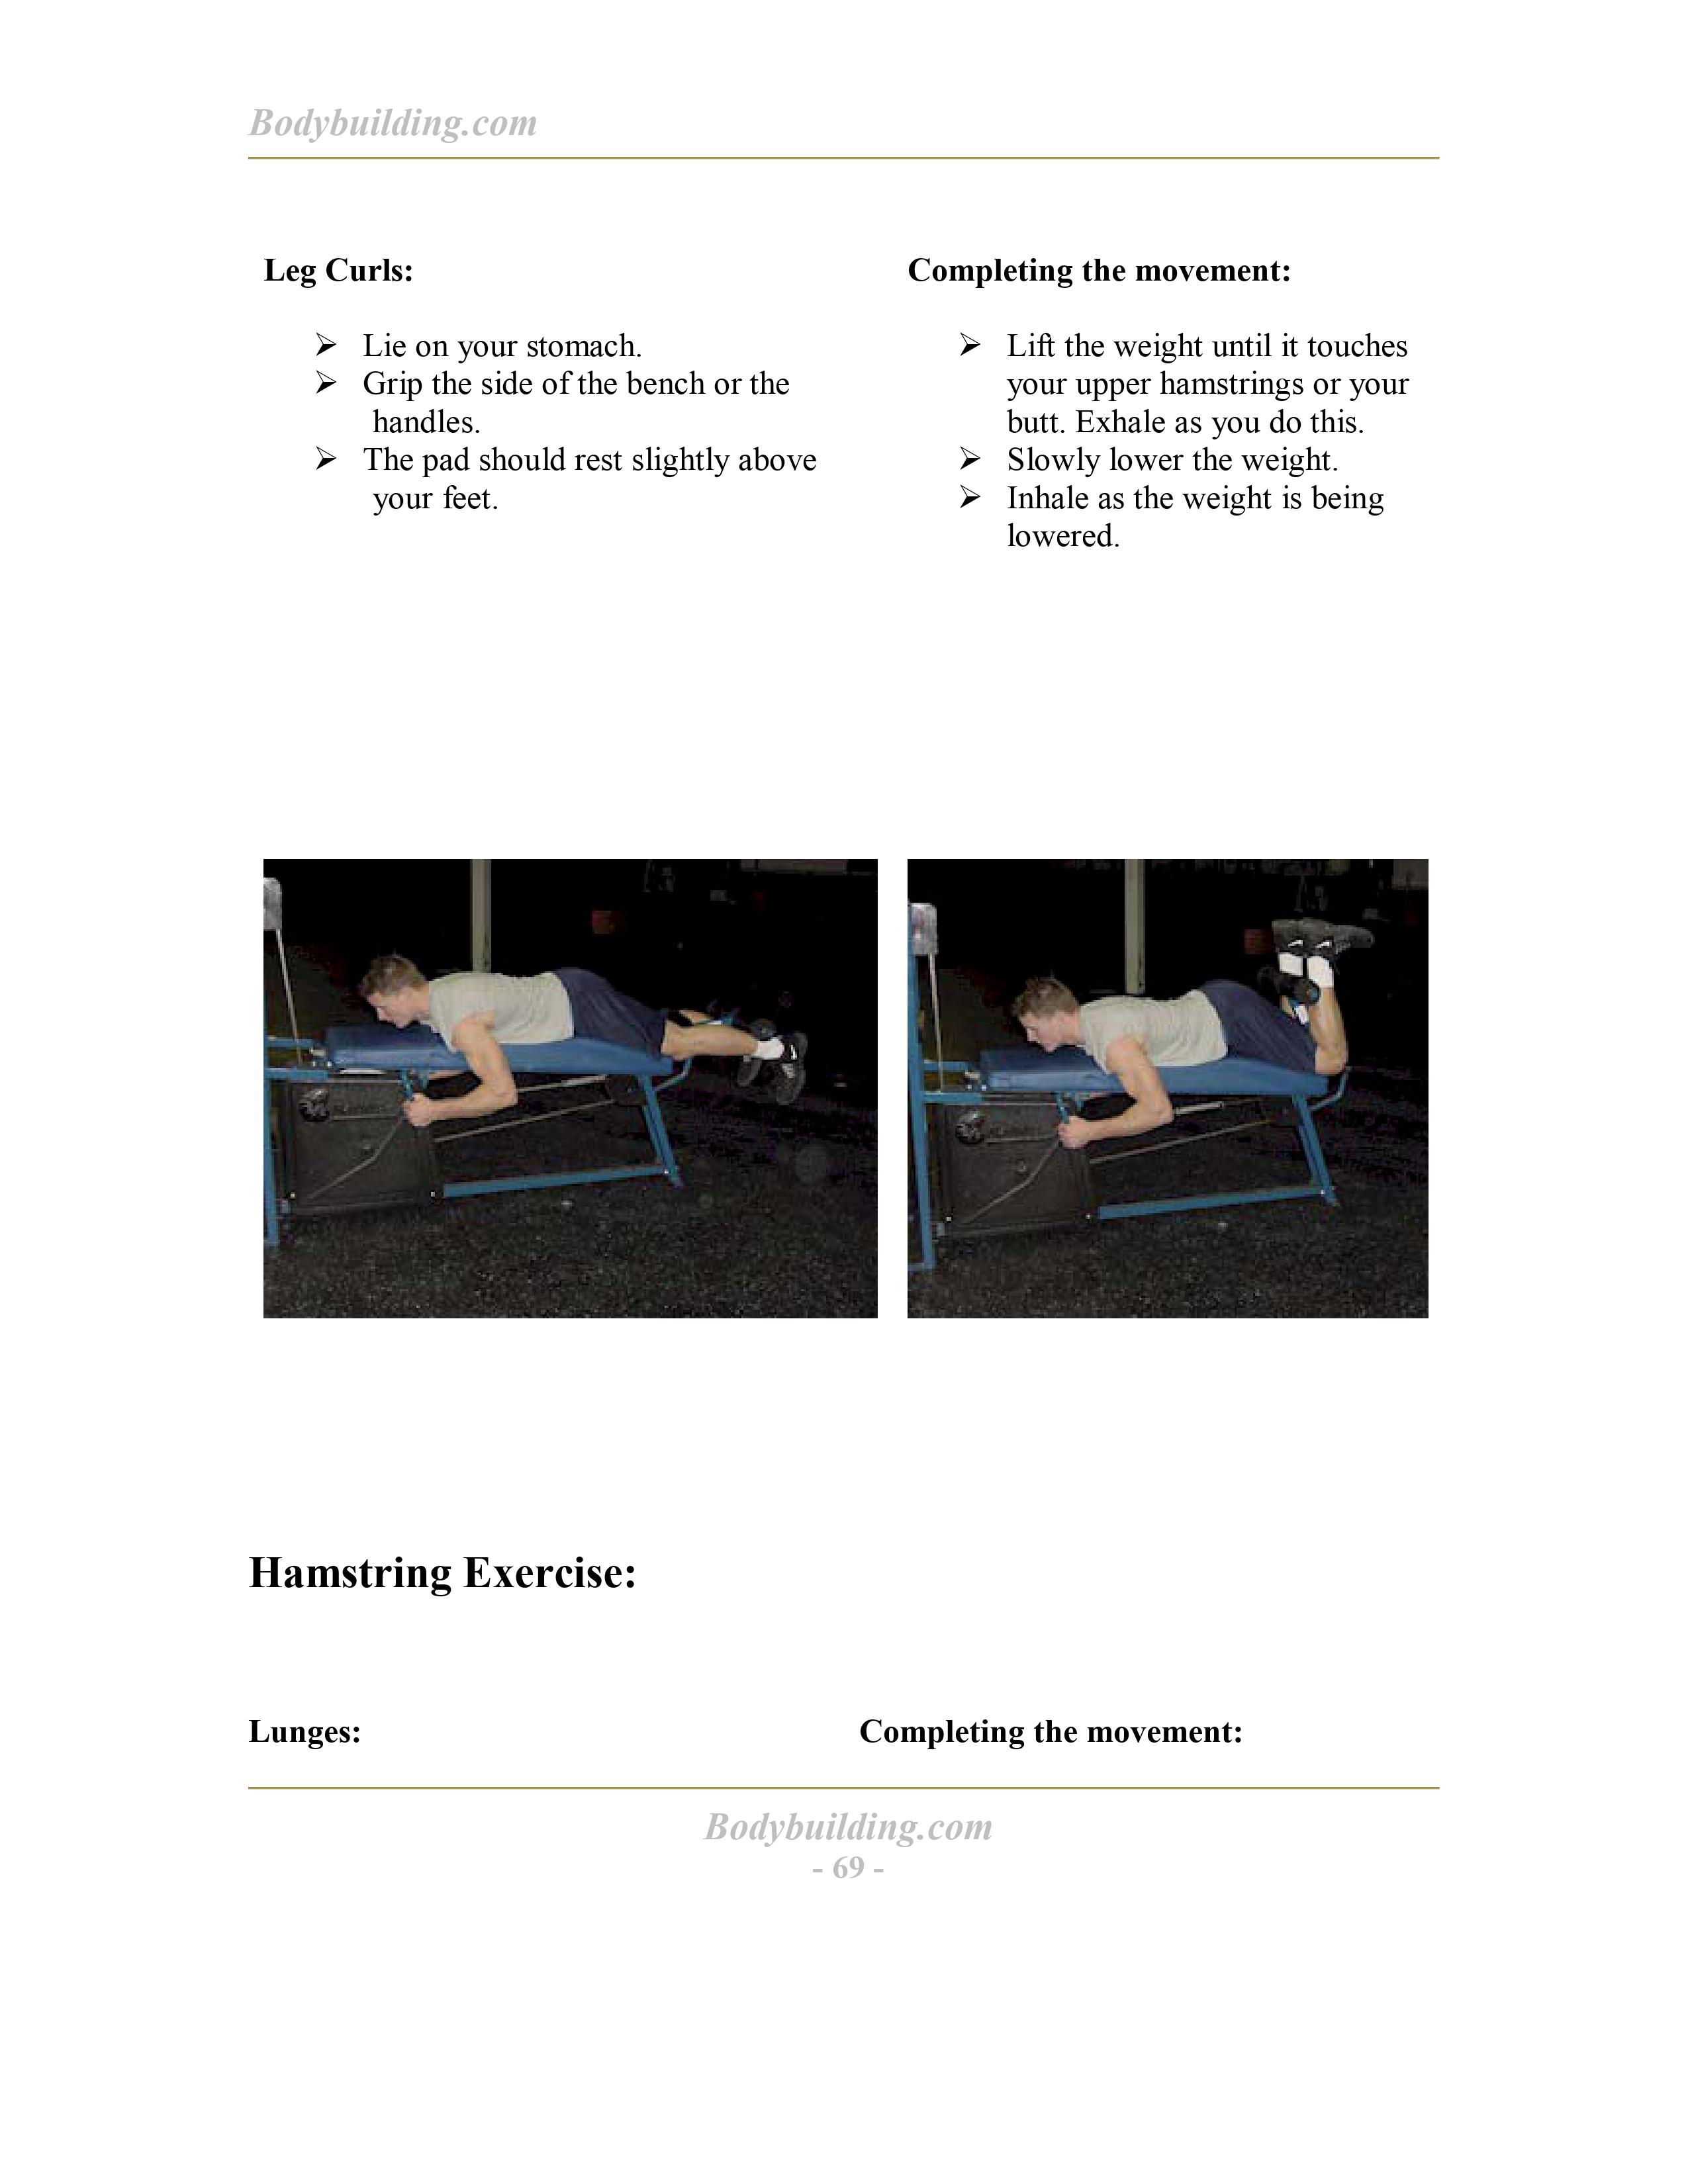 Bodybuilding.com
Leg Curls:
➢ Lie on your stomach.
➢ Grip the side of the bench or the
handles.
➢ The pad should rest slightly above
your feet.
Completing the movement:
➢ Lift the weight until it touches
your upper hamstrings or your
butt. Exhale as you do this.
➢ Slowly lower the weight.
➢ Inhale as the weight is being
lowered.
Hamstring Exercise:
Lunges:
Completing the movement:
Bodybuilding.com
- 69 -